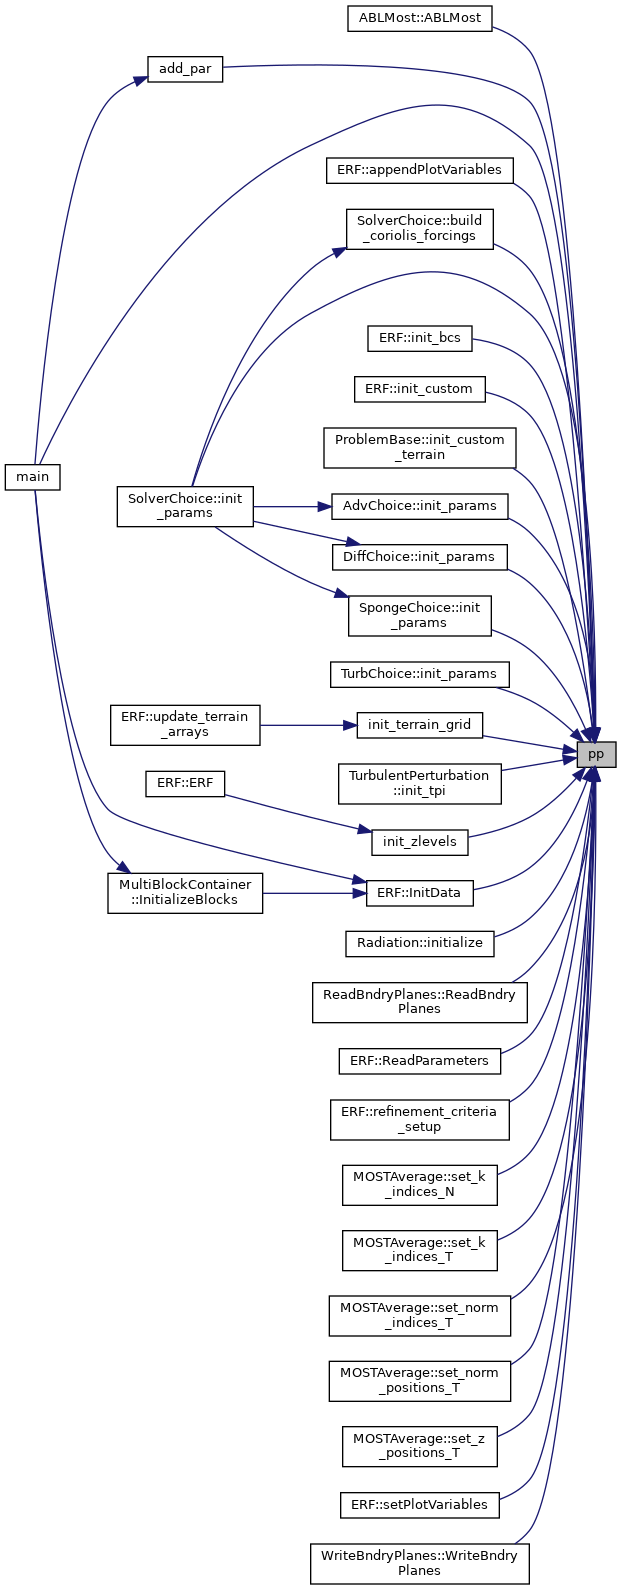 ABLMost::ABLMost
add_par
ERF::appendPlotVariables
SolverChoice::build
_coriolis_forcings
ERF::init_bcs
ERF::init_custom
ProblemBase::init_custom
_terrain
main
SolverChoice::init
_params
AdvChoice::init_params
DiffChoice::init_params
SpongeChoice::init
_params
TurbChoice::init_params
ERF::update_terrain
_arrays
init_terrain_grid
pp
TurbulentPerturbation
::init_tpi
ERF::ERF
init_zlevels
MultiBlockContainer
::InitializeBlocks
ERF::InitData
Radiation::initialize
ReadBndryPlanes::ReadBndry
Planes
ERF::ReadParameters
ERF::refinement_criteria
_setup
MOSTAverage::set_k
_indices_N
MOSTAverage::set_k
_indices_T
MOSTAverage::set_norm
_indices_T
MOSTAverage::set_norm
_positions_T
MOSTAverage::set_z
_positions_T
ERF::setPlotVariables
WriteBndryPlanes::WriteBndry
Planes